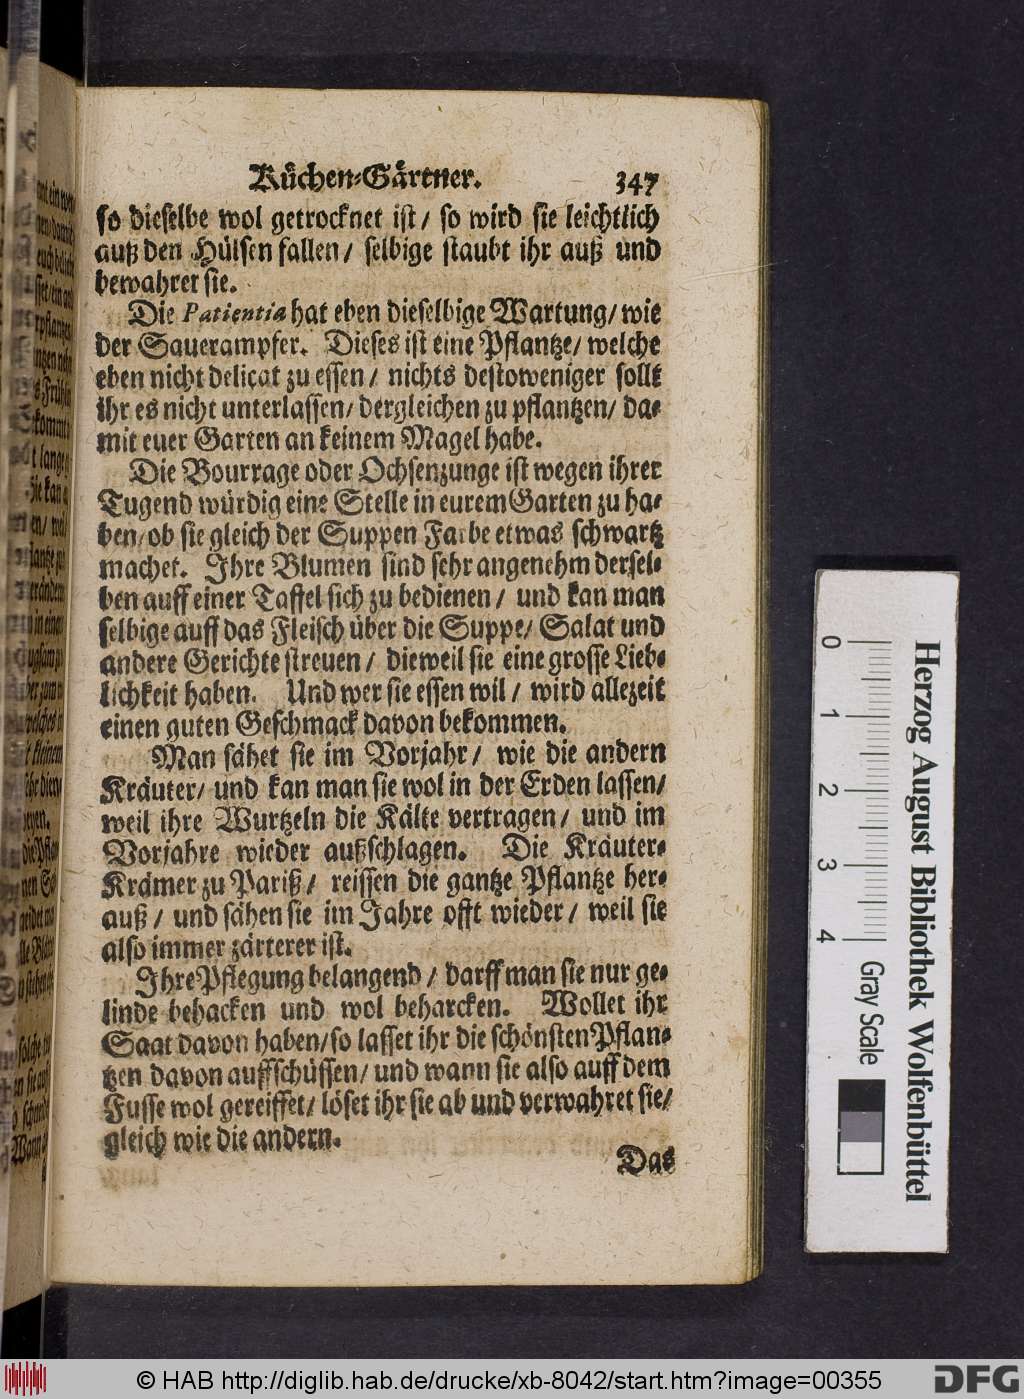 Küchen-Gärtner. 347
so dieselbe wol getrocknet ist / so wird sie leichtlich
auß den Hülsen fallen / selbige staubt ihr auß und
bewahret sie.
Die Patientia hat eben dieselbige Wartung / wie
der Sauerampfer. Dieses ist eine Pflantze / welche
eben nicht delicat zu essen / nichts destoweniger sollt
ihr es nicht unterlassen / dergleichen zu pflantzen / da-
mit euer Garten an keinem Magel habe.
Die Bourrage oder Ochsenzunge ist wegen ihrer
Tugend würdig eine Stelle in eurem Garten zu ha-
ben / ob sie gleich der Suppen Farbe etwas schwartz
machet. Ihre Blumen sind sehr angenehm dersel-
ben auff einer Taffel sich zu bedienen / und kan man
selbige auff das Fleisch über die Suppe / Salat und
andere Gerichte streuen / dieweil sie eine grosse Lieb-
lichkeit haben. Und wer sie essen wil / wird allezeit
einen guten Geschmack davon bekommen.
Man sähet sie im Vorjahr / wie die andern
Kräuter / und kan man sie wol in der Erden lassen /
weil ihre Wurtzeln die Kälte vertragen / und im
Vorjahre wieder außschlagen. Die Kräuter-
Krämer zu Pariß / reissen die gantze Pflantze her-
auß / und sähen sie im Jahre offt wieder / weil sie
also immer zärterer ist.
Ihre Pflegung belangend / darff man sie nur ge-
linde behacken und wol beharcken. Wollet ihr
Saat davon haben / so lasset ihr die schönsten Pflan-
tzen davon auffschüssen / und wann sie also auff dem
Fusse wol gereiffet / löset ihr sie ab und verwahret sie /
gleich wie die andern.
Das
0 1 2 3 4
Gray Scale
Herzog August Bibliothek Wolfenbüttel
© HAB http://diglib.hab.de/drucke/xb-8042/start.htm?image=00355
DFG